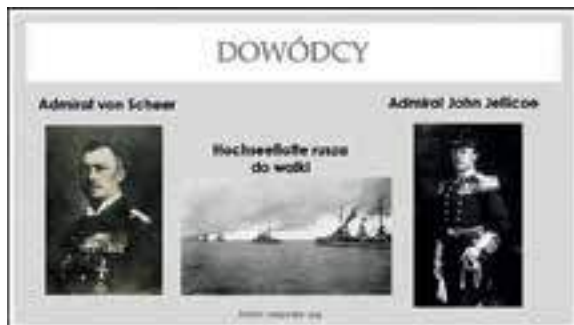 DOWÓDCY
Admirał von Scheer
Admirał John Jellicoe
Hochseeflotte rusza
do walki